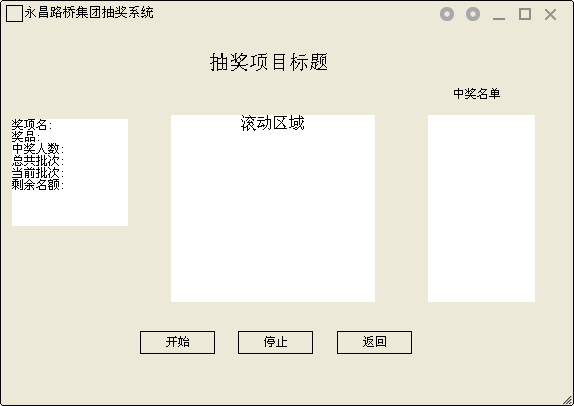 永昌路桥集团抽奖系统
抽奖项目标题
中奖名单
奖项名:
奖品:
中奖人数:
总共批次:
当前批次:
剩余名额:
滚动区域
开始
停止
返回